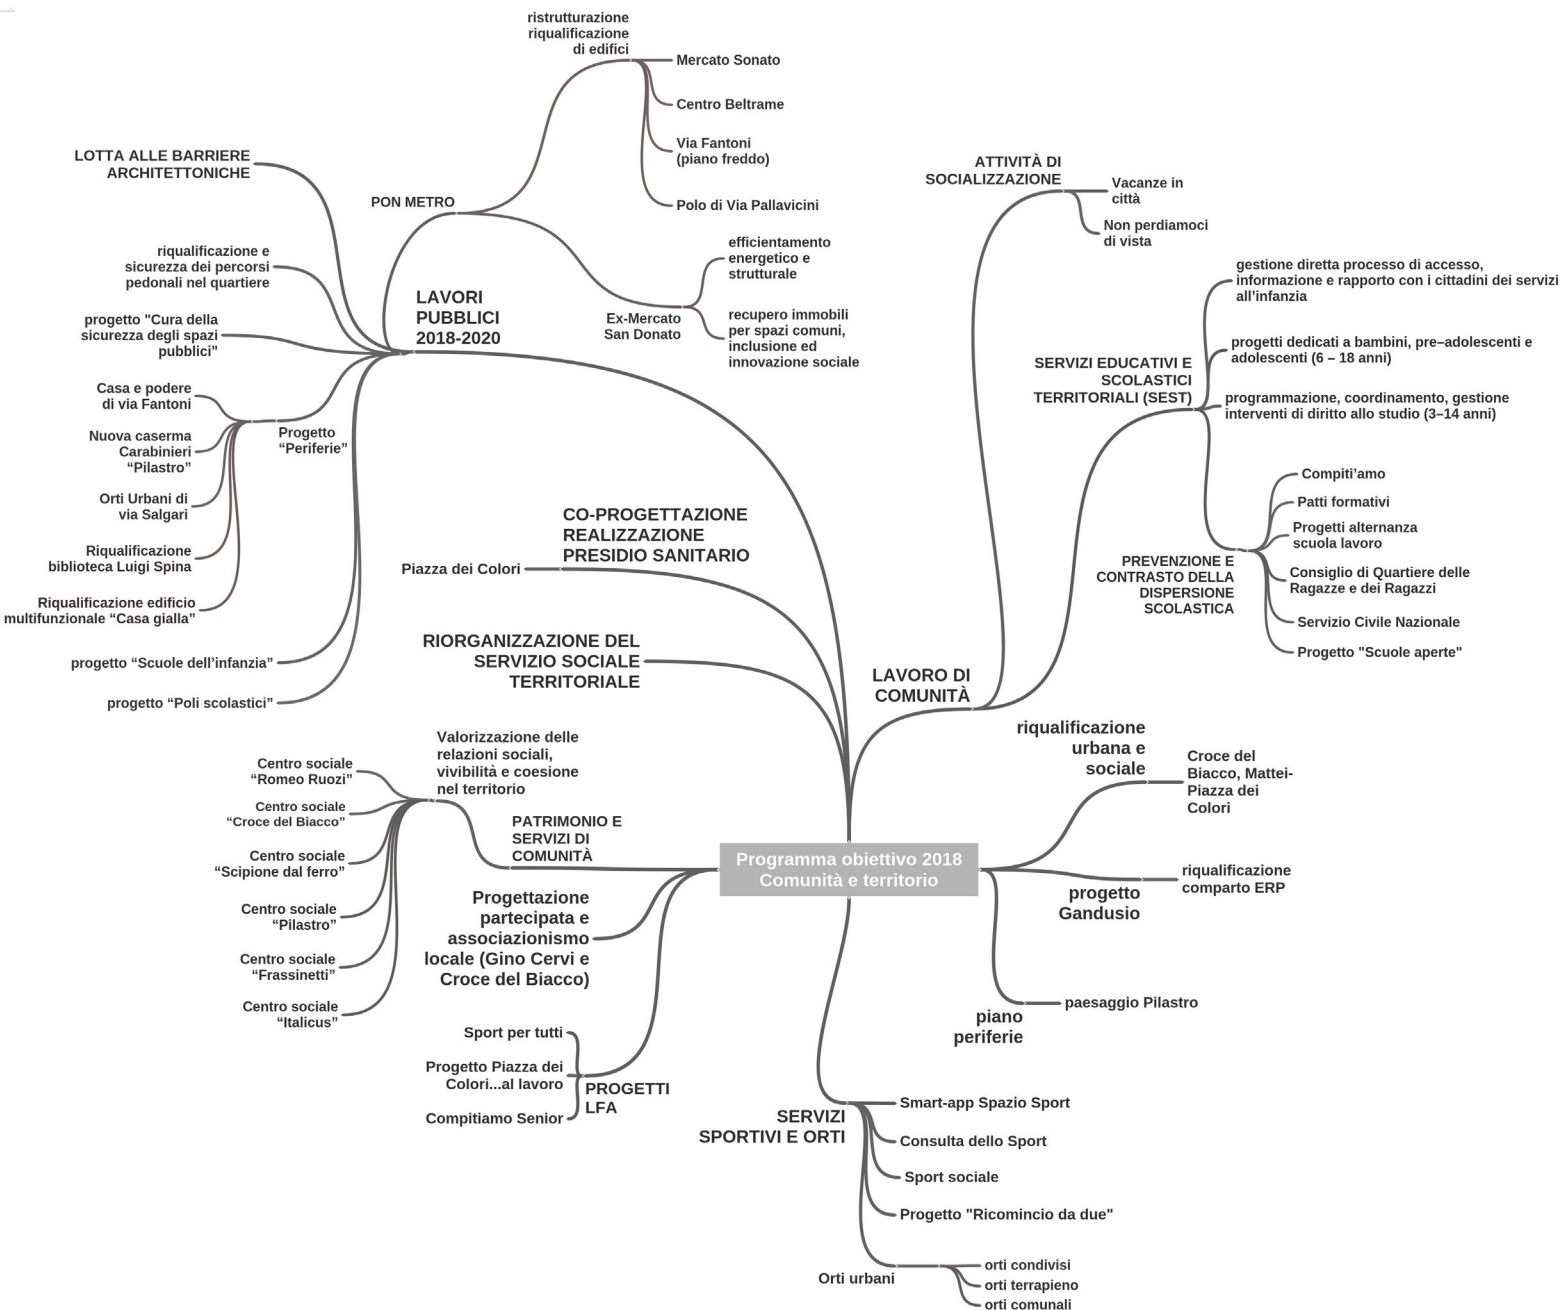 ristrutturazione
riqualificazione
di edifici
Mercato Sonato
Centro Beltrame
Via Fantoni
(piano freddo)
Polo di Via Pallavicini
PON METRO
efficientamento
energetico e
strutturale
Ex-Mercato
San Donato
recupero immobili
per spazi comuni,
inclusione ed
innovazione sociale
LOTTA ALLE BARRIERE
ARCHITETTONICHE
riqualificazione e
sicurezza dei percorsi
pedonali nel quartiere
progetto "Cura della
sicurezza degli spazi
pubblici"
LAVORI
PUBBLICI
2018-2020
Casa e podere
di via Fantoni
Nuova caserma
Carabinieri
“Pilastro”
Orti Urbani di
via Salgari
Riqualificazione
biblioteca Luigi Spina
Riqualificazione edificio
multifunzionale “Casa gialla”
Progetto
“Periferie”
progetto “Scuole dell’infanzia”
progetto “Poli scolastici”
CO-PROGETTAZIONE
REALIZZAZIONE
PRESIDIO SANITARIO
Piazza dei Colori
RIORGANIZZAZIONE DEL
SERVIZIO SOCIALE
TERRITORIALE
ATTIVITÀ DI
SOCIALIZZAZIONE
Vacanze in
città
Non perdiamoci
di vista
gestione diretta processo di accesso,
informazione e rapporto con i cittadini dei servizi
all’infanzia
SERVIZI EDUCATIVI E
SCOLASTICI
TERRITORIALI (SEST)
progetti dedicati a bambini, pre–adolescenti e
adolescenti (6 – 18 anni)
programmazione, coordinamento, gestione
interventi di diritto allo studio (3–14 anni)
PREVENZIONE E
CONTRASTO DELLA
DISPERSIONE
SCOLASTICA
Compiti’amo
Patti formativi
Progetti alternanza
scuola lavoro
Consiglio di Quartiere delle
Ragazze e dei Ragazzi
Servizio Civile Nazionale
Progetto "Scuole aperte"
LAVORO DI
COMUNITÀ
riqualificazione
urbana e
sociale
Croce del
Biacco, Mattei-
Piazza dei
Colori
Valorizzazione delle
relazioni sociali,
vivibilità e coesione
nel territorio
Centro sociale
“Romeo Ruozi”
Centro sociale
“Croce del Biacco”
Centro sociale
“Scipione dal ferro”
Centro sociale
“Pilastro”
Centro sociale
“Frassinetti”
Centro sociale
“Italicus”
PATRIMONIO E
SERVIZI DI
COMUNITÀ
Programma obiettivo 2018
Comunità e territorio
progetto
Gandusio
riqualificazione
comparto ERP
Progettazione
partecipata e
associazionismo
locale (Gino Cervi e
Croce del Biacco)
piano
periferie
paesaggio Pilastro
Sport per tutti
Progetto Piazza dei
Colori...al lavoro
Compitiamo Senior
PROGETTI
LFA
SERVIZI
SPORTIVI E ORTI
Smart-app Spazio Sport
Consulta dello Sport
Sport sociale
Progetto "Ricomincio da due"
Orti urbani
orti condivisi
orti terrapieno
orti comunali